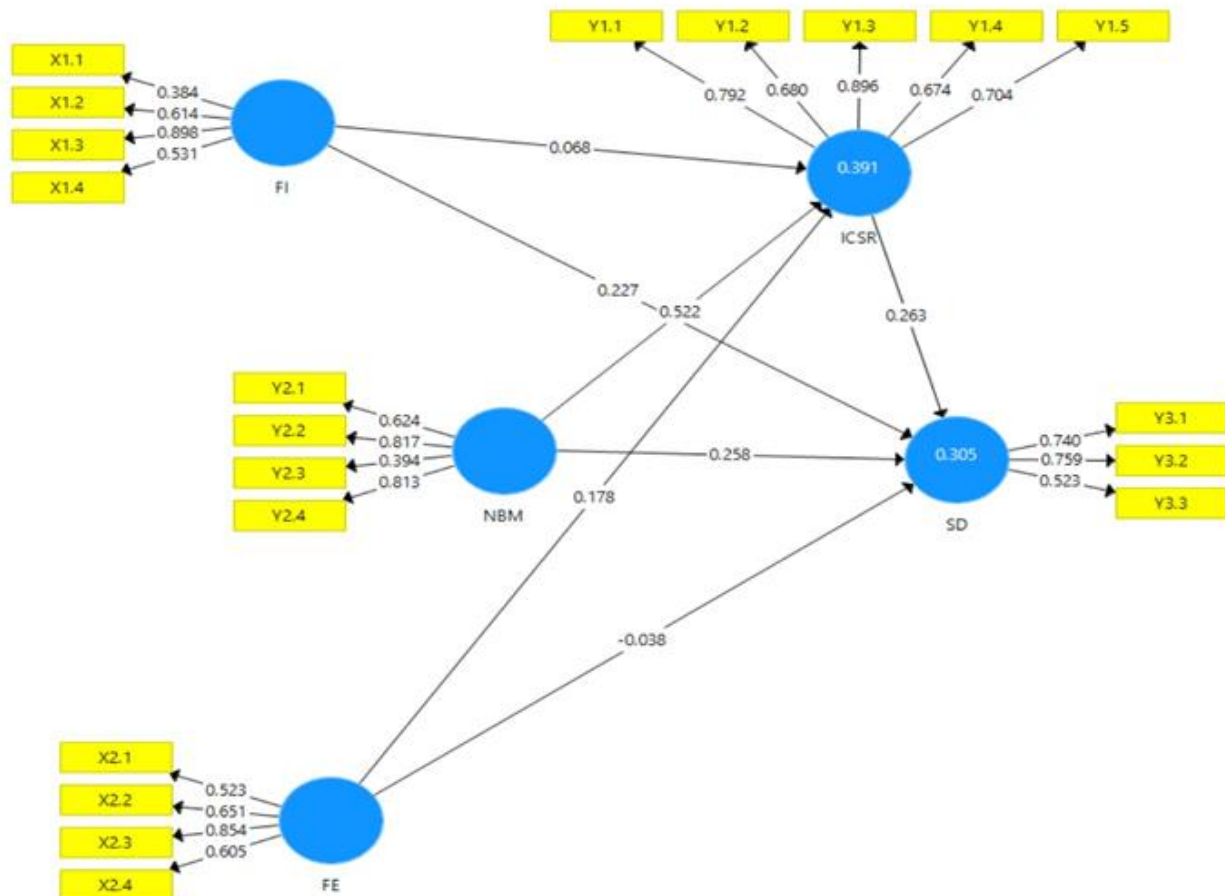 Y1.1
Y1.2
Y1.3
Y1.4
Y1.5
0.792
0.680
0.896
0.674
0.704
X1.1
X1.2
X1.3
X1.4
0.384
0.614
0.898
0.531
FI
0.068
0.391
ICSR
0.227
0.522
0.263
Y2.1
Y2.2
Y2.3
Y2.4
0.624
0.817
0.394
0.813
NBM
0.258
0.305
SD
0.740
0.759
0.523
Y3.1
Y3.2
Y3.3
0.178
-0.038
X2.1
X2.2
X2.3
X2.4
0.523
0.651
0.854
0.605
FE